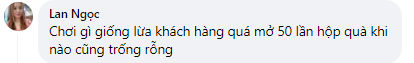 Lan Ngọc
Chơi gì giống lừa khách hàng quá mở 50 lần hộp quà khi
nào cũng trống rỗng